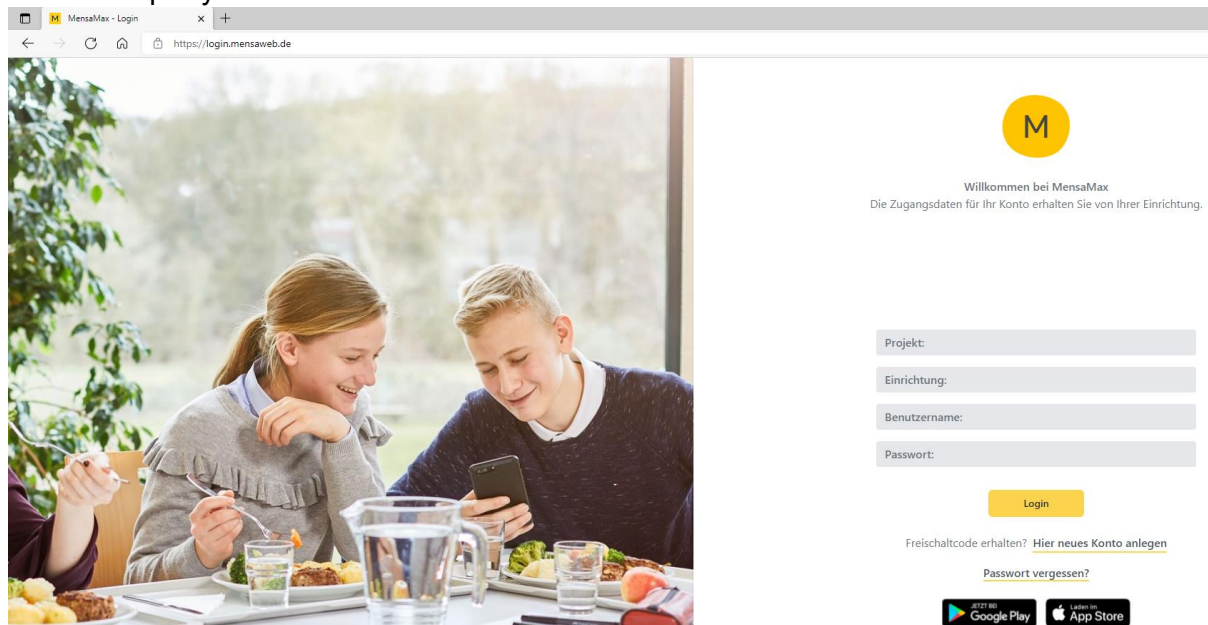 MensaMax - Login
https://login.mensaweb.de
M
Willkommen bei MensaMax
Die Zugangsdaten für Ihr Konto erhalten Sie von Ihrer Einrichtung.
Projekt:
Einrichtung:
Benutzername:
Passwort:
Login
Freischaltcode erhalten? Hier neues Konto anlegen
Passwort vergessen?
JETZT BEI
Google Play
Laden im
App Store